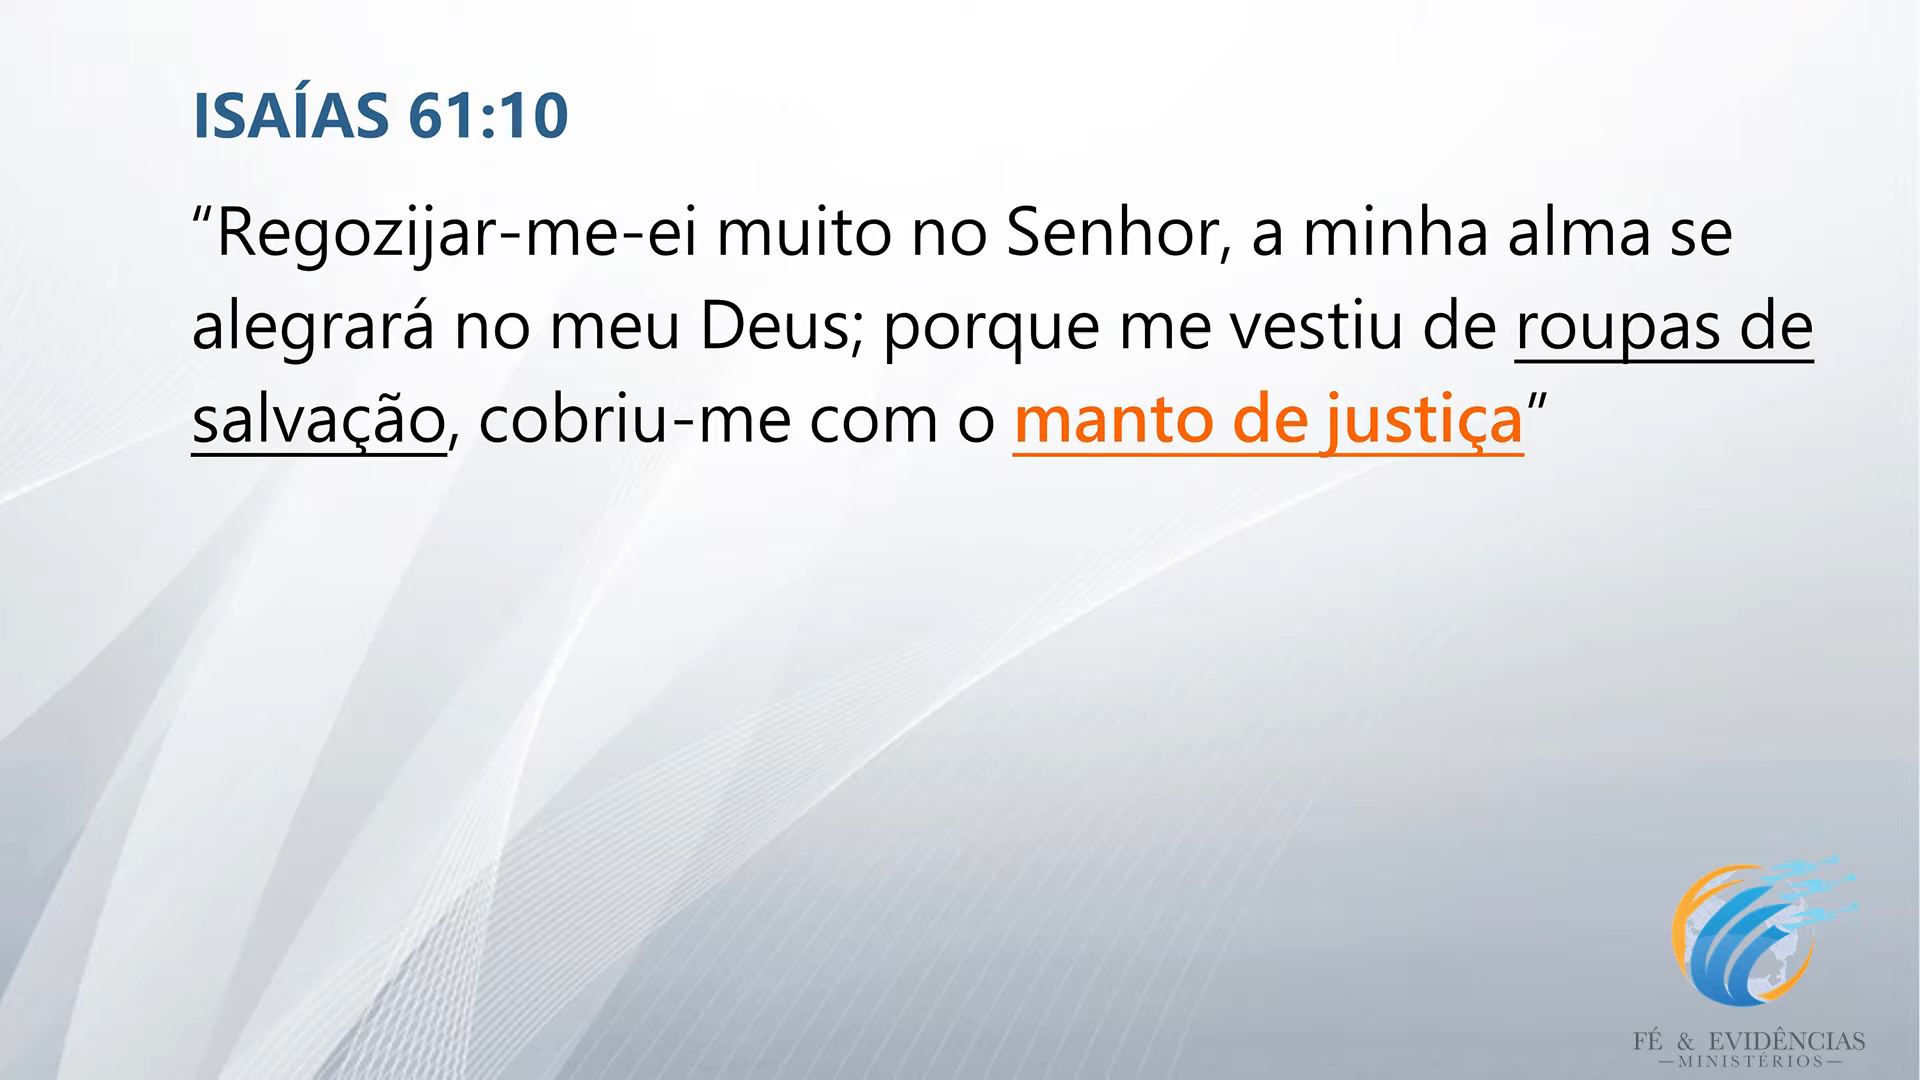 ISAÍAS 61:10
“Regozijar-me-ei muito no Senhor, a minha alma se
alegrará no meu Deus; porque me vestiu de roupas de
salvação, cobriu-me com o manto de justiça”
FÉ & EVIDÊNCIAS
—MINISTÉRIOS—